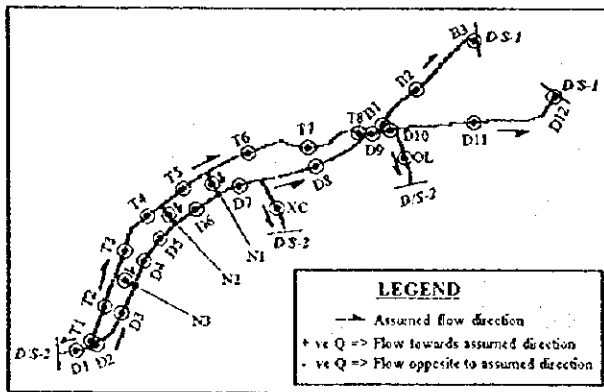 B3
D/S-1
B2
D/S-1
D12
B1
T8
D9
D10
D11
OL
D/S-2
T7
T6
D8
T5
D7
XC
D/S-2
T4
D6
N1
D5
N2
T3
D4
N3
T2
D3
T1
D/S-2
D1
D2
LEGEND
Assumed flow direction
+ ve Q => Flow towards assumed direction
- ve Q => Flow opposite to assumed direction